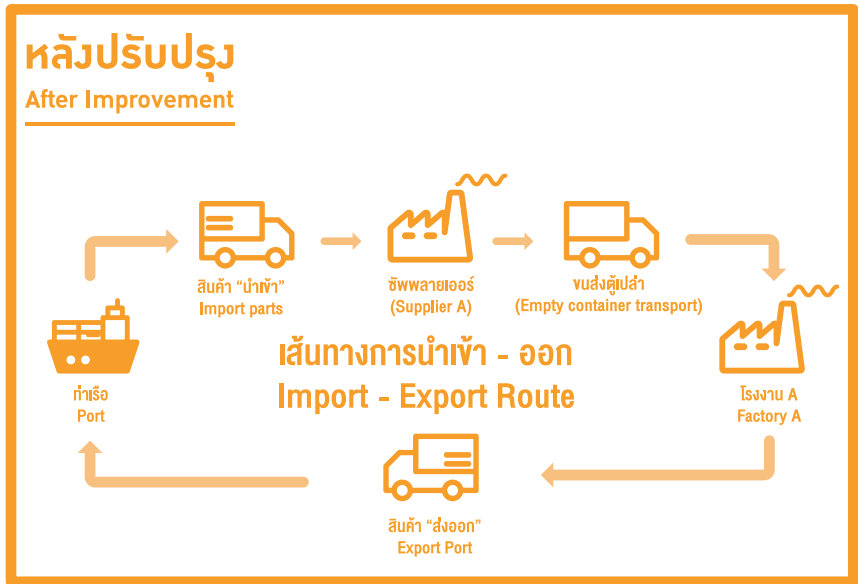 หลังปรับปรุง
After Improvement
สินค้า “นำเข้า”
Import parts
ซัพพลายเออร์
(Supplier A)
ขนส่งตู้เปล่า
(Empty container transport)
เส้นทางการนำเข้า - ออก
Import - Export Route
ท่าเรือ
Port
โรงงาน A
Factory A
สินค้า “ส่งออก”
Export Port